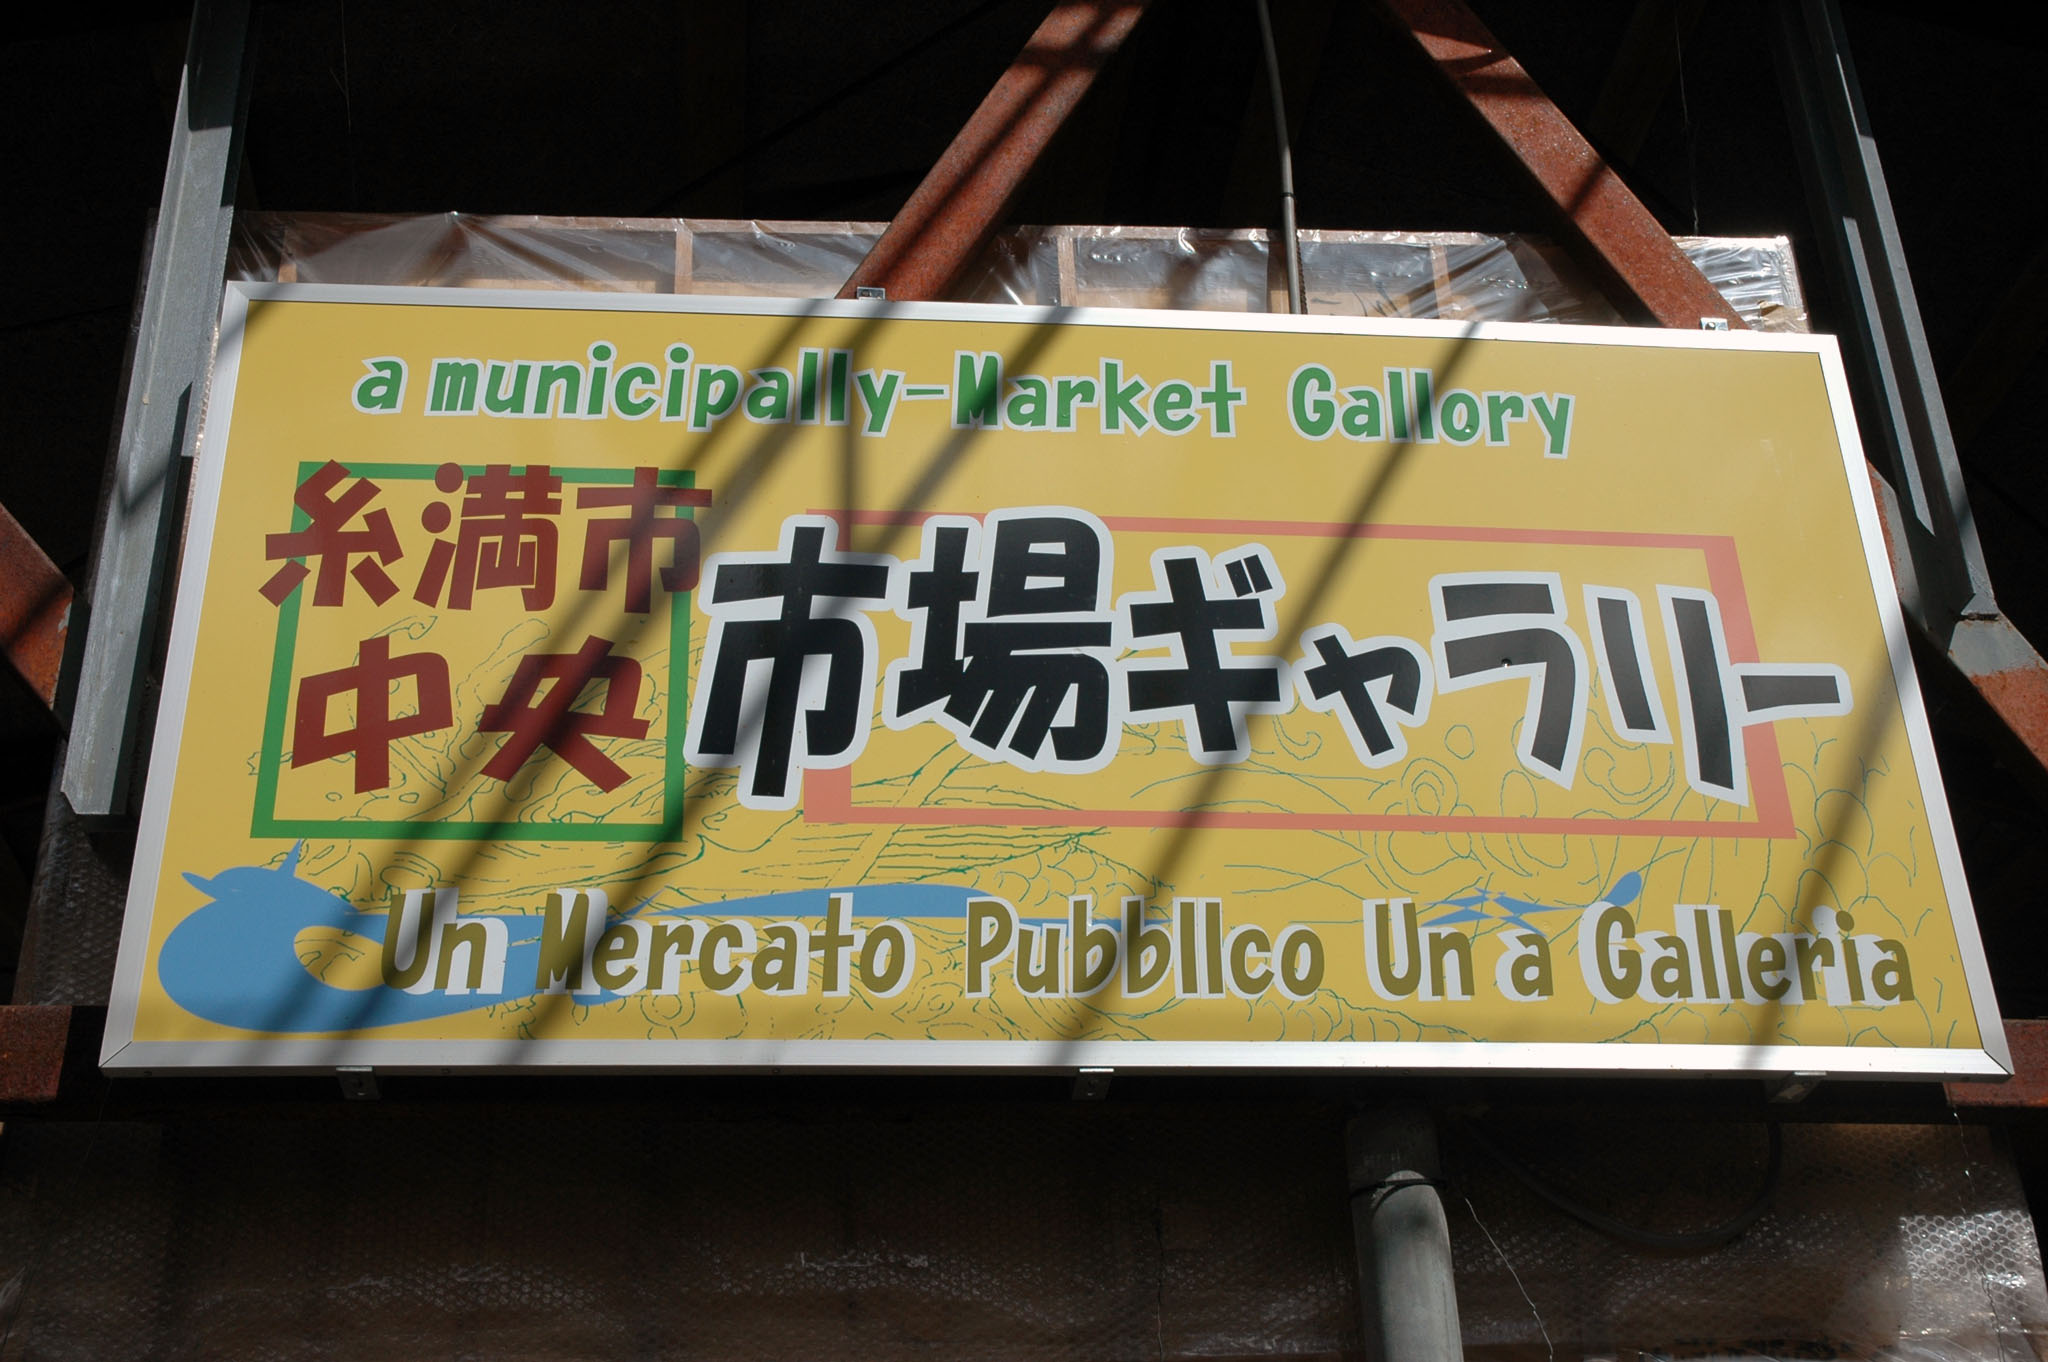 a municipally-Market Gallory
糸満市
中央
市場ギャラリー
Un Mercato PubblIco Un a Galleria